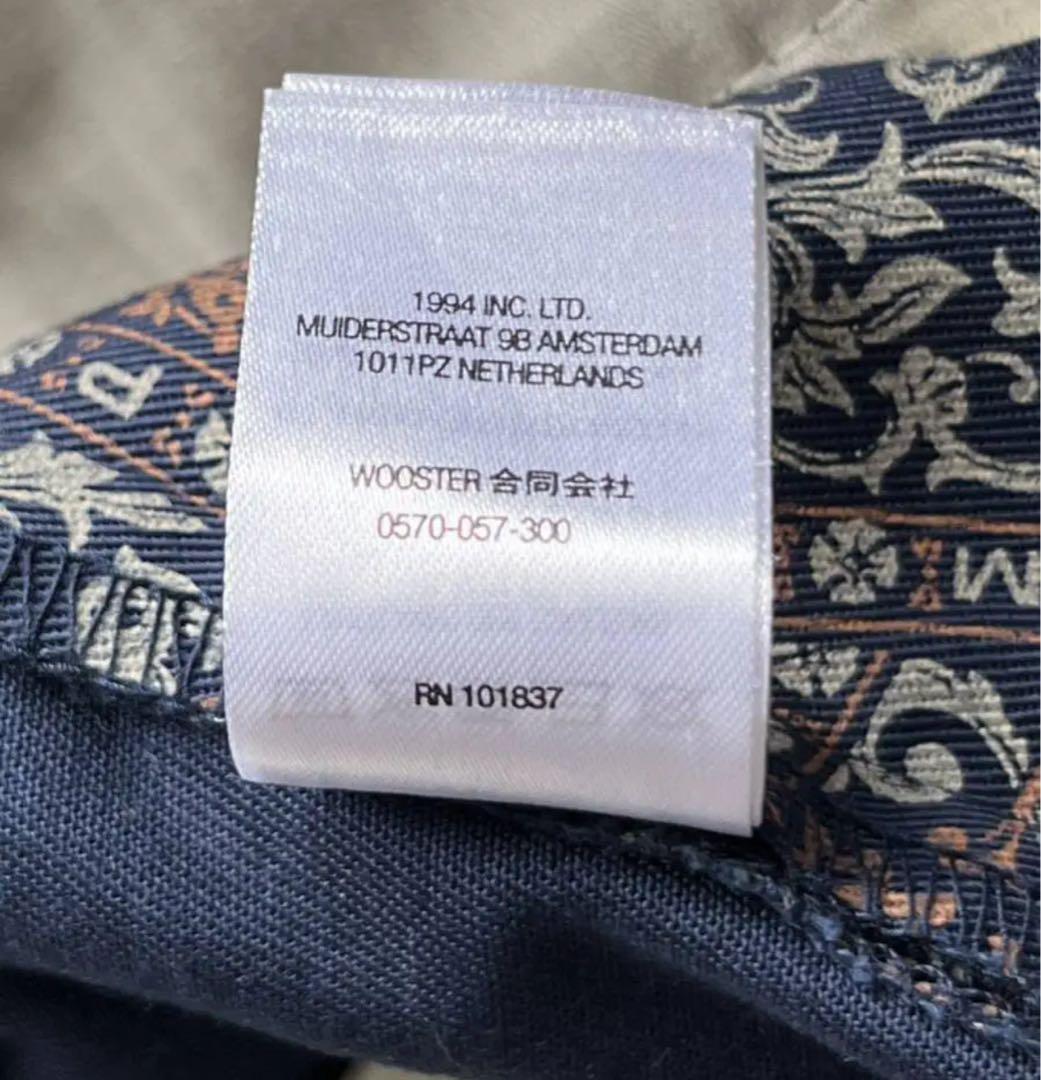 1994 INC. LTD.
MUIDERSTRAAT 9B AMSTERDAM
1011PZ NETHERLANDS
WOOSTER 合同会社
0570-057-300
RN 101837